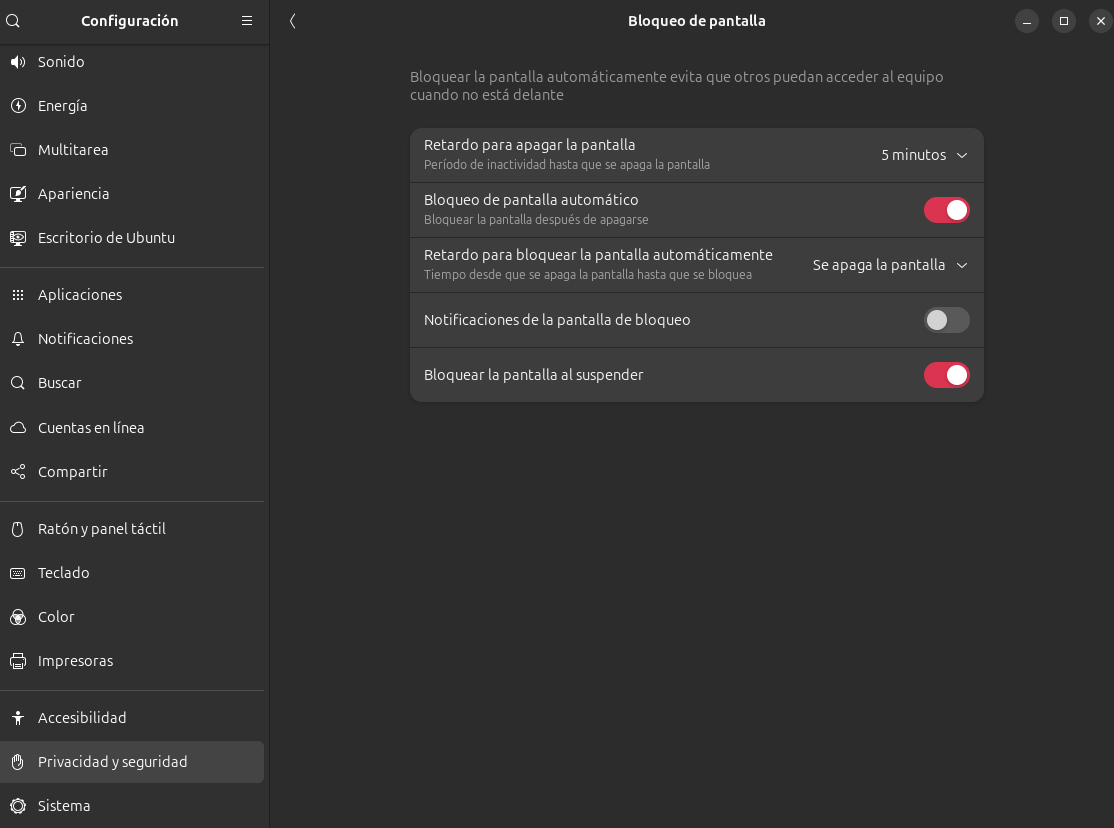 Configuración
Sonido
Energía
Multitarea
Apariencia
Escritorio de Ubuntu
Aplicaciones
Notificaciones
Buscar
Cuentas en línea
Compartir
Ratón y panel táctil
Teclado
Color
Impresoras
Accesibilidad
Privacidad y seguridad
Sistema
Bloqueo de pantalla
Bloquear la pantalla automáticamente evita que otros puedan acceder al equipo
cuando no está delante
Retardo para apagar la pantalla
Período de inactividad hasta que se apaga la pantalla
5 minutos
Bloqueo de pantalla automático
Bloquear la pantalla después de apagarse
Retardo para bloquear la pantalla automáticamente
Tiempo desde que se apaga la pantalla hasta que se bloquea
Se apaga la pantalla
Notificaciones de la pantalla de bloqueo
Bloquear la pantalla al suspender